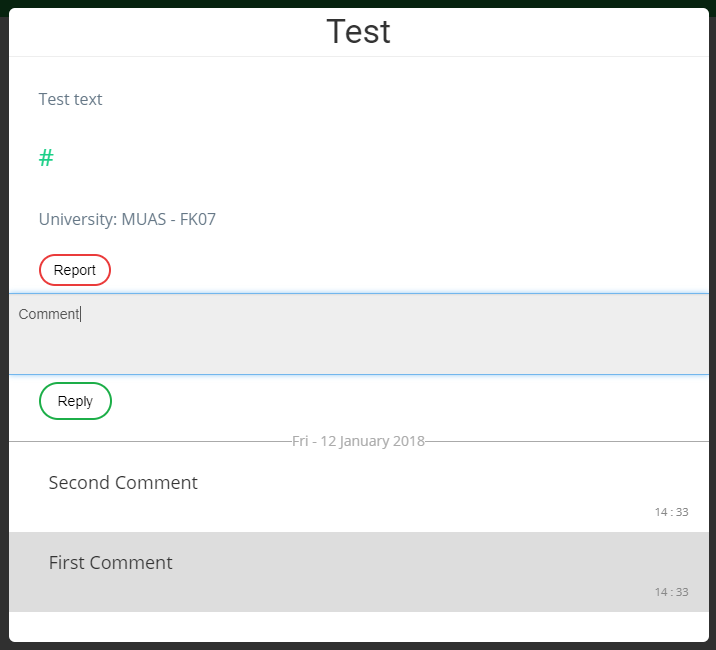 Test
Test text
#
University: MUAS - FK07
Report
Comment
Reply
Fri - 12 January 2018
Second Comment
14 : 33
First Comment
14 : 33